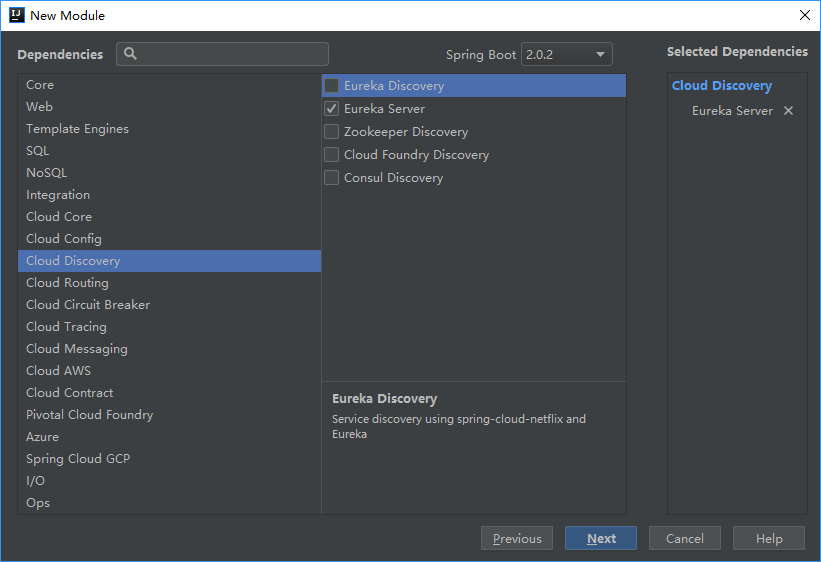 New Module
Dependencies
Spring Boot 2.0.2
Selected Dependencies
Core
Web
Template Engines
SQL
NoSQL
Integration
Cloud Core
Cloud Config
Cloud Discovery
Cloud Routing
Cloud Circuit Breaker
Cloud Tracing
Cloud Messaging
Cloud AWS
Cloud Contract
Pivotal Cloud Foundry
Azure
Spring Cloud GCP
I/O
Ops
Eureka Discovery
Eureka Server
Zookeeper Discovery
Cloud Foundry Discovery
Consul Discovery
Eureka Discovery
Service discovery using spring-cloud-netflix and
Eureka
Cloud Discovery
Eureka Server
Previous
Next
Cancel
Help